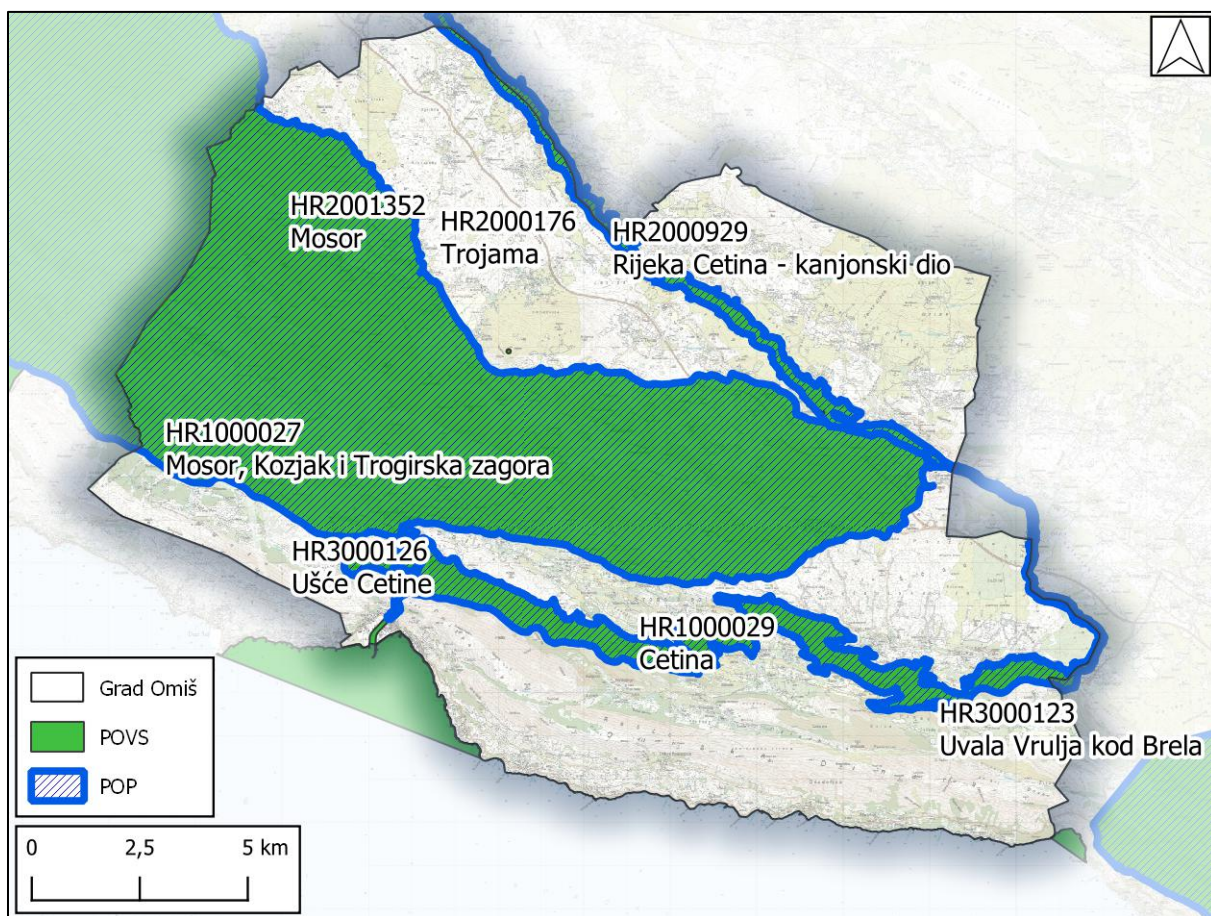 HR2001352
Mosor
HR2000176
Trojama
HR2000929
Rijeka Cetina - kanjonski dio
HR1000027
Mosor, Kozjak i Trogirska zagora
HR3000126
Ušće Cetine
HR1000029
Cetina
HR3000123
Uvala Vrulja kod Brela
Grad Omiš
POVS
POP
0 2,5 5 km